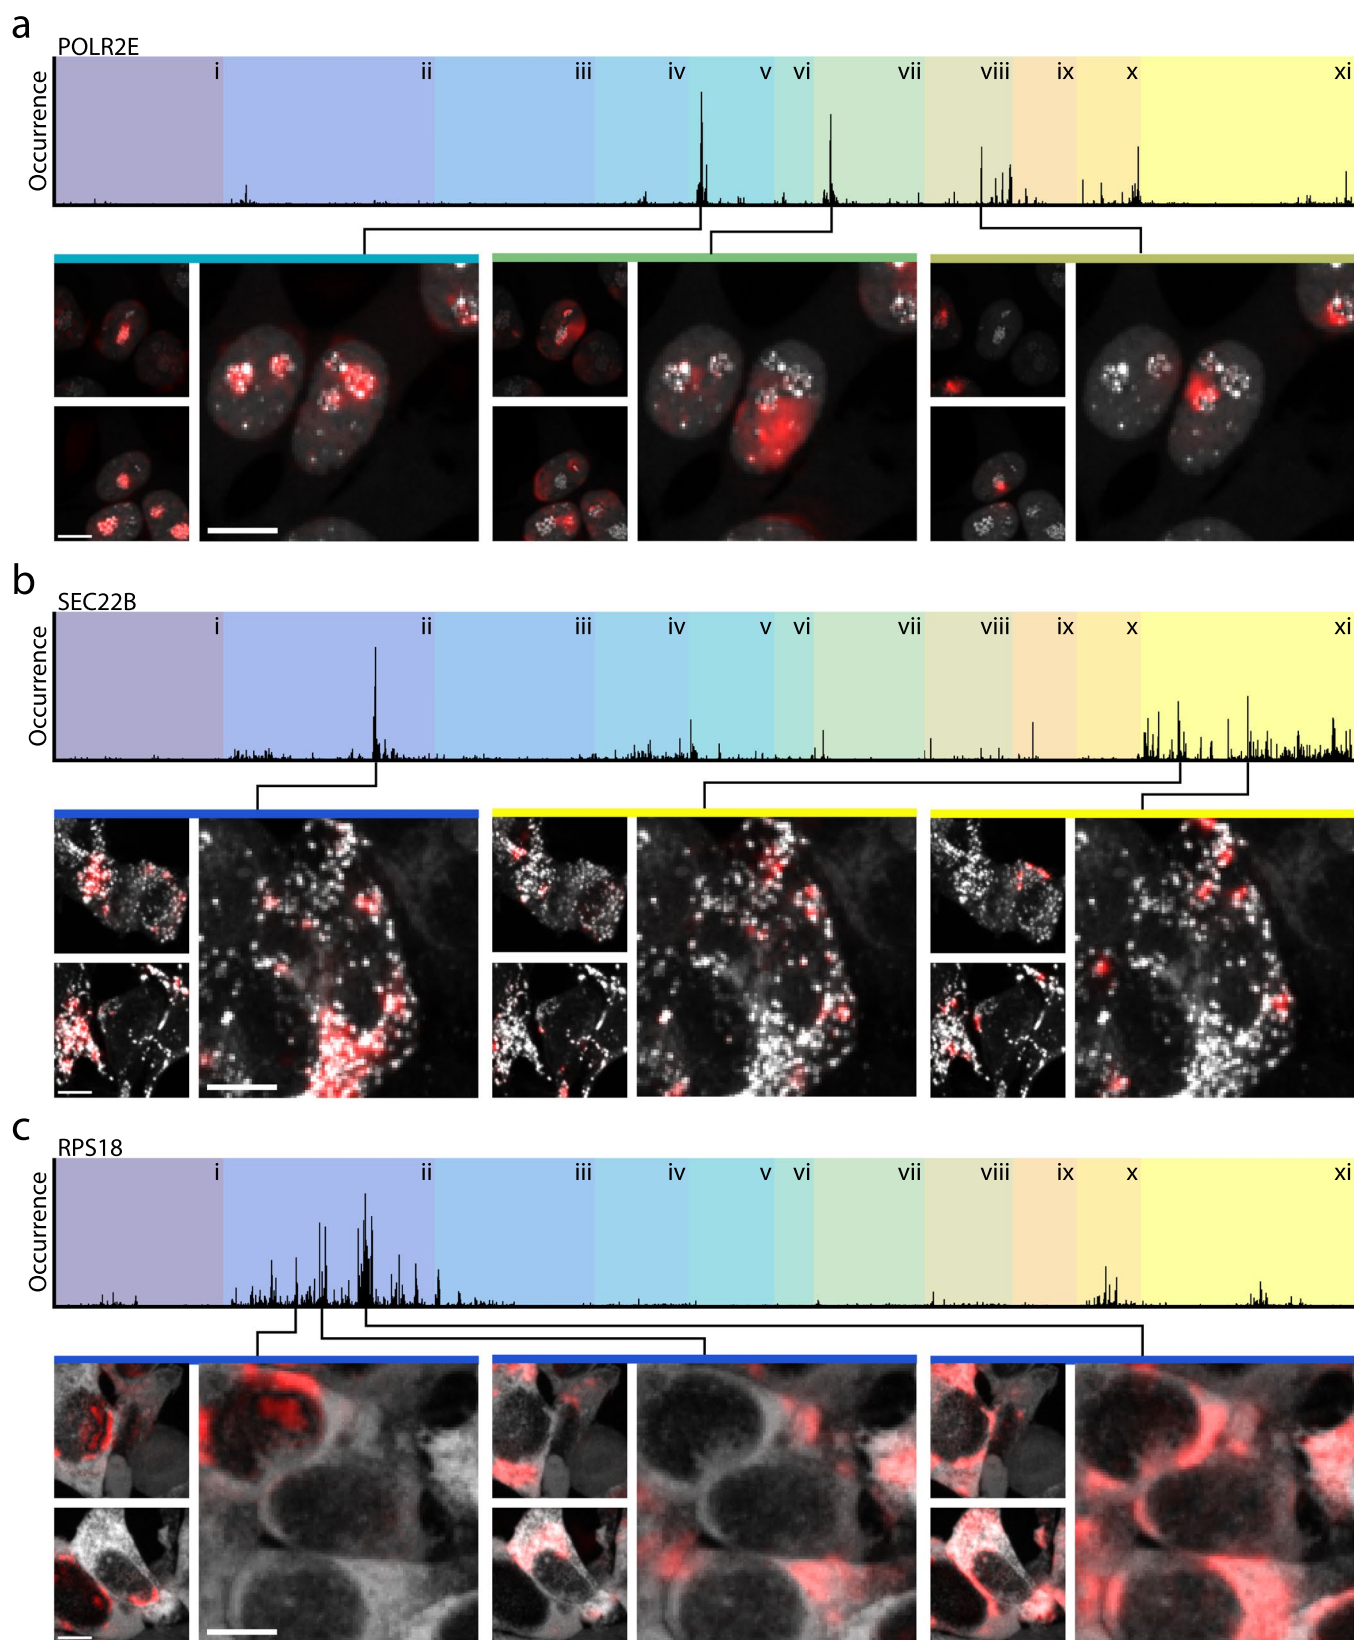 a
POLR2E
Occurrence
i ii iii iv v vi vii viii ix x xi
b
SEC22B
Occurrence
i ii iii iv v vi vii viii ix x xi
c
RPS18
Occurrence
i ii iii iv v vi vii viii ix x xi